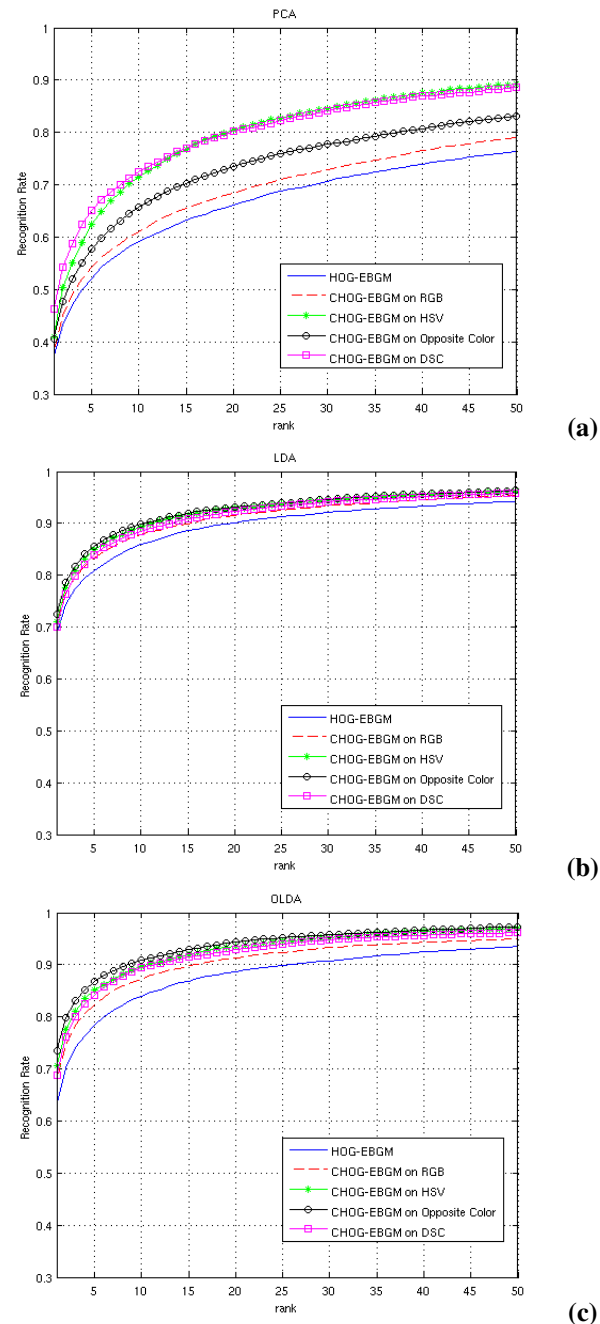 PCA
1
0.9
0.8
0.7
0.6
0.5
0.4
0.3
Recognition Rate
HOG-EBGM
CHOG-EBGM on RGB
CHOG-EBGM on HSV
CHOG-EBGM on Opposite Color
CHOG-EBGM on DSC
5 10 15 20 25 30 35 40 45 50
rank
(a)
LDA
1
0.9
0.8
0.7
0.6
0.5
0.4
0.3
Recognition Rate
HOG-EBGM
CHOG-EBGM on RGB
CHOG-EBGM on HSV
CHOG-EBGM on Opposite Color
CHOG-EBGM on DSC
5 10 15 20 25 30 35 40 45 50
rank
(b)
OLDA
1
0.9
0.8
0.7
0.6
0.5
0.4
0.3
Recognition Rate
HOG-EBGM
CHOG-EBGM on RGB
CHOG-EBGM on HSV
CHOG-EBGM on Opposite Color
CHOG-EBGM on DSC
5 10 15 20 25 30 35 40 45 50
rank
(c)